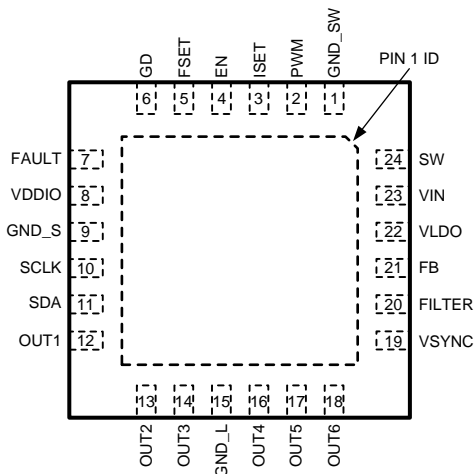 GD FSET EN ISET PWM GND_SW
PIN 1 ID
6 5 4 3 2 1
FAULT 7 24 SW
VDDIO 8 23 VIN
GND_S 9 22 VLDO
SCLK 10 21 FB
SDA 11 20 FILTER
OUT1 12 19 VSYNC
13 14 15 16 17 18
OUT2 OUT3 GND_L OUT4 OUT5 OUT6